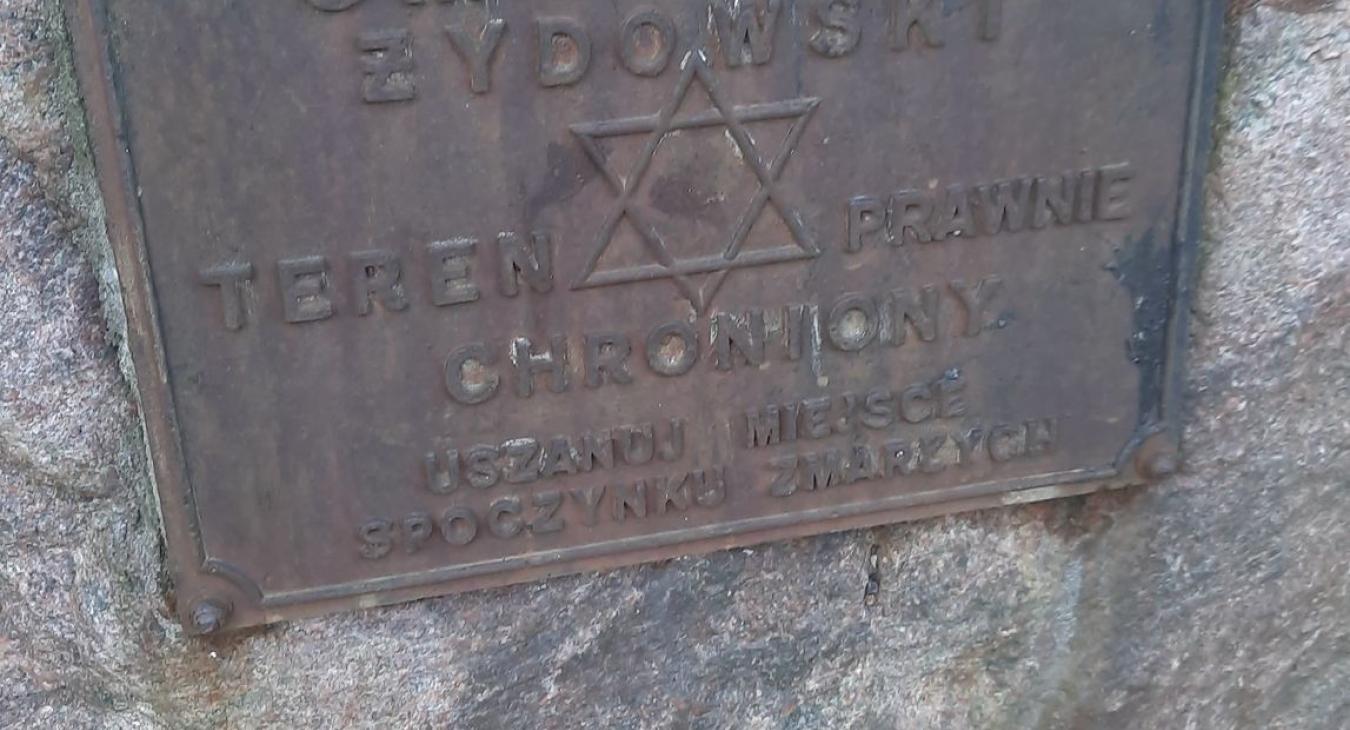 ŻYDOWSKI
TEREN PRAWNIE
CHRONIONY
USZANUJ MIEJSCE
SPOCZYNKU ZMARŁYCH